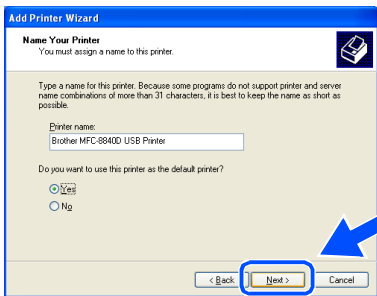 Add Printer Wizard
Name Your Printer
You must assign a name to this printer.
Type a name for this printer. Because some programs do not support printer and server
name combinations of more than 31 characters, it is best to keep the name as short as
possible.
Printer name:
Brother MFC-8840D USB Printer
Do you want to use this printer as the default printer?
Yes
No
< Back
Next >
Cancel